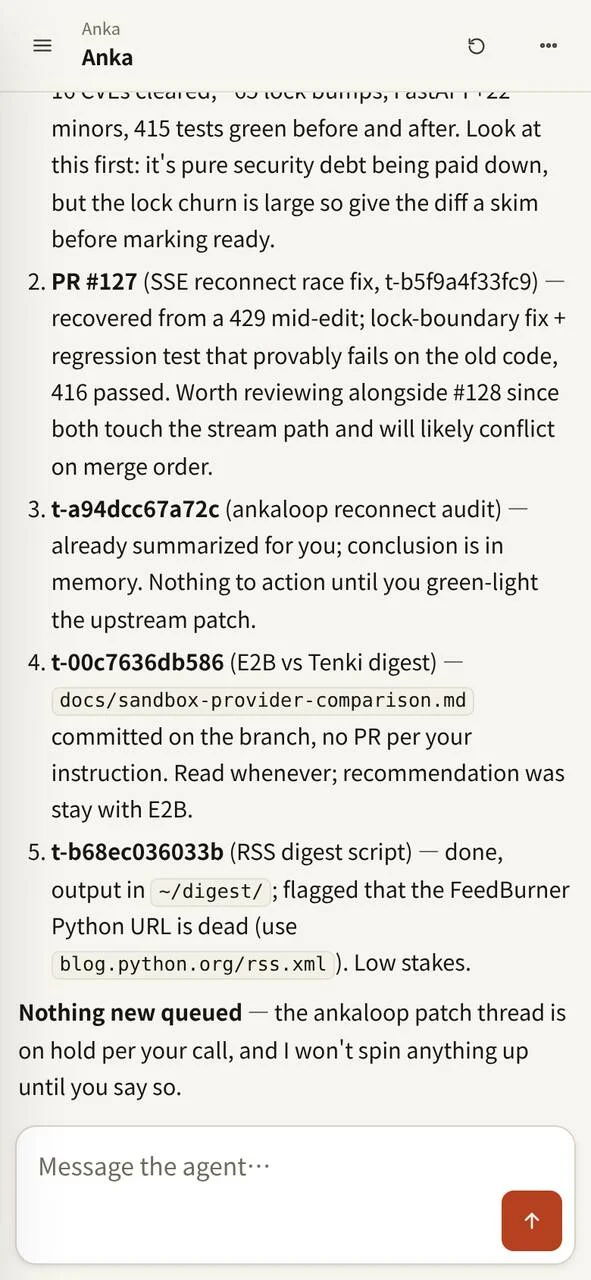 Anka
Anka
16 CVEs cleared, 65 lock bumps, FastAPI +22
minors, 415 tests green before and after. Look at
this first: it's pure security debt being paid down,
but the lock churn is large so give the diff a skim
before marking ready.
2. PR #127 (SSE reconnect race fix, t-b5f9a4f33fc9) —
recovered from a 429 mid-edit; lock-boundary fix +
regression test that provably fails on the old code,
416 passed. Worth reviewing alongside #128 since
both touch the stream path and will likely conflict
on merge order.
3. t-a94dcc67a72c (ankaloop reconnect audit) —
already summarized for you; conclusion is in
memory. Nothing to action until you green-light
the upstream patch.
4. t-00c7636db586 (E2B vs Tenki digest) —
docs/sandbox-provider-comparison.md
committed on the branch, no PR per your
instruction. Read whenever; recommendation was
stay with E2B.
5. t-b68ec036033b (RSS digest script) — done,
output in ~/digest/ ; flagged that the FeedBurner
Python URL is dead (use
blog.python.org/rss.xml ). Low stakes.
Nothing new queued — the ankaloop patch thread is
on hold per your call, and I won't spin anything up
until you say so.
Message the agent···